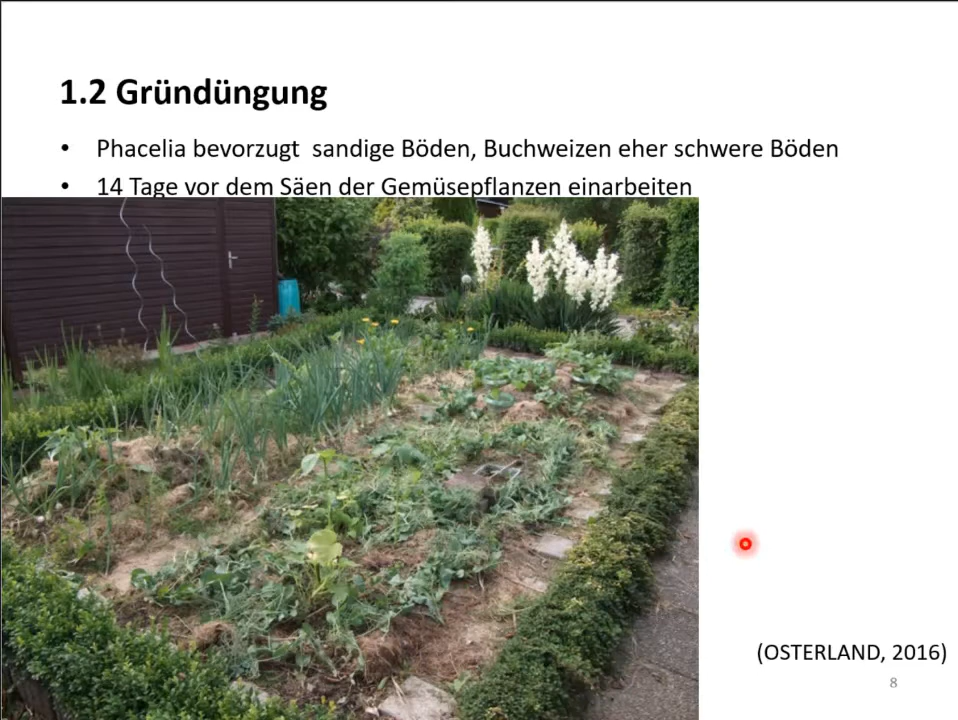 1.2 Gründüngung
• Phacelia bevorzugt  sandige Böden, Buchweizen eher schwere Böden
• 14 Tage vor dem Säen der Gemüsepflanzen einarbeiten
(OSTERLAND, 2016)
8